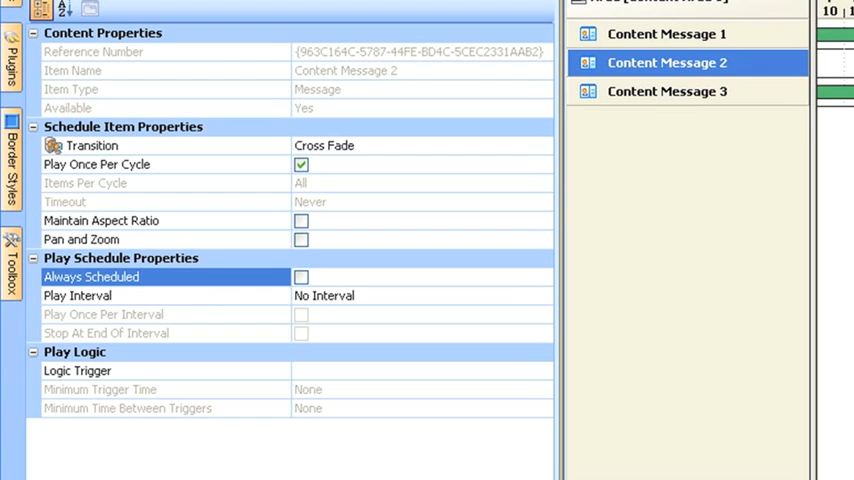 Content Properties
Reference Number {963C164C-5787-44FE-BD4C-5CEC2331AAB2}
Item Name Content Message 2
Item Type Message
Available Yes
Schedule Item Properties
Transition Cross Fade
Play Once Per Cycle
Items Per Cycle All
Timeout Never
Maintain Aspect Ratio
Pan and Zoom
Play Schedule Properties
Always Scheduled
Play Interval No Interval
Play Once Per Interval
Stop At End Of Interval
Play Logic
Logic Trigger
Minimum Trigger Time None
Minimum Time Between Triggers None
Plugins
Border Styles
Toolbox
Content Message 1
Content Message 2
Content Message 3
10